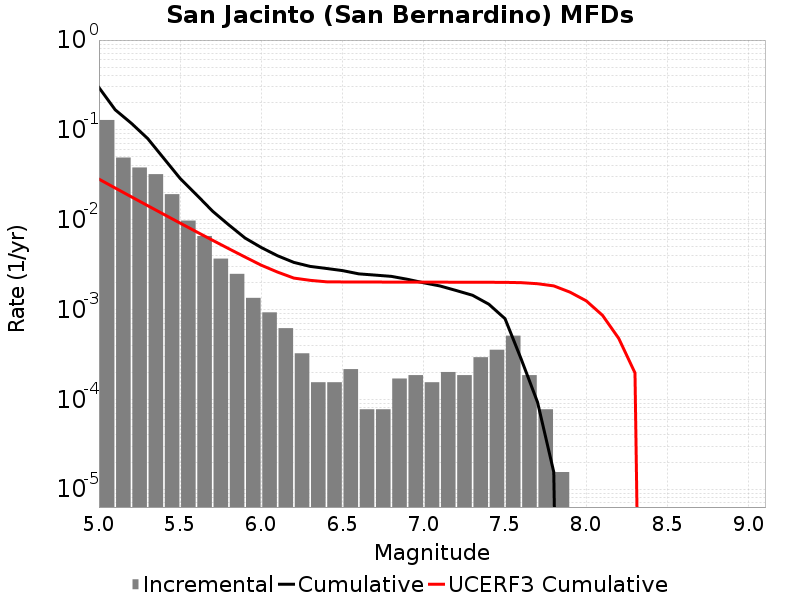 San Jacinto (San Bernardino) MFDs
10^0
10^-1
10^-2
10^-3
10^-4
10^-5
Rate (1/yr)
5.0 5.5 6.0 6.5 7.0 7.5 8.0 8.5 9.0
Magnitude
Incremental Cumulative UCERF3 Cumulative